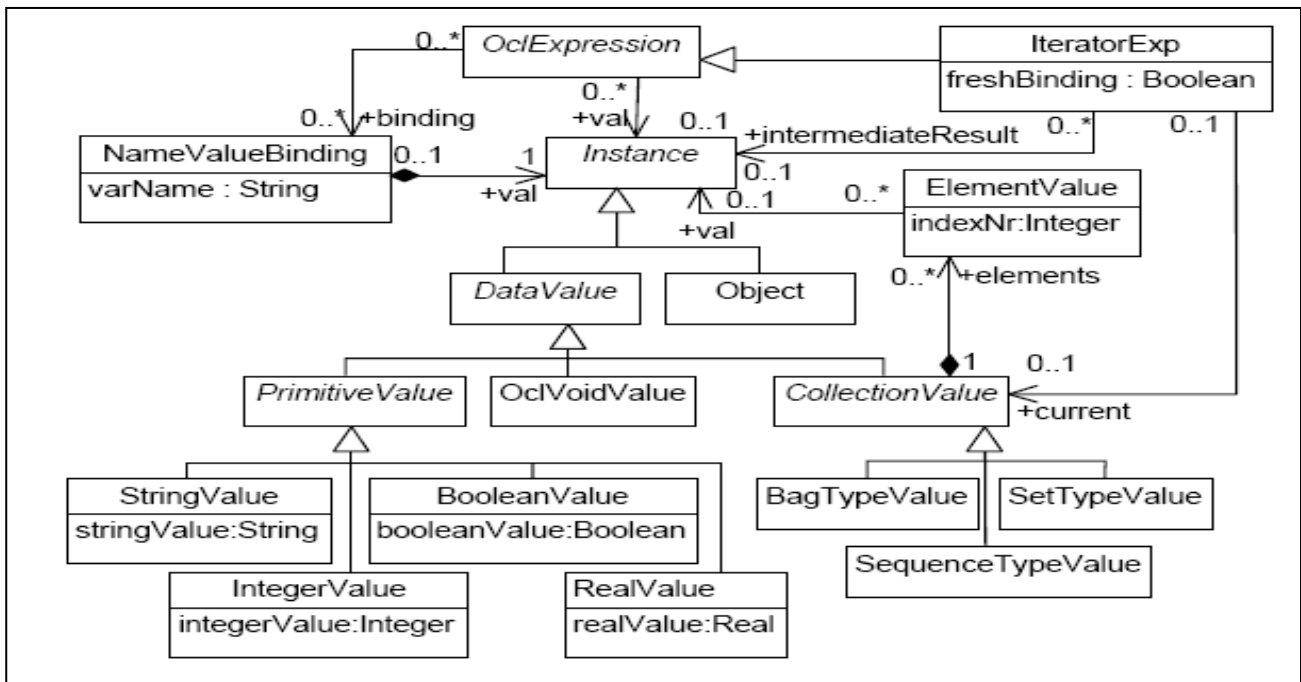 0..*
OclExpression
IteratorExp
freshBinding : Boolean
0..*
+val
0..*
+binding
0..1
+intermediateResult
0..*
0..1
NameValueBinding
varName : String
0..1
1
+val
Instance
0..1
0..1
+val
0..*
ElementValue
indexNr:Integer
0..*
+elements
DataValue
Object
PrimitiveValue
OclVoidValue
CollectionValue
1
0..1
+current
StringValue
stringValue:String
BooleanValue
booleanValue:Boolean
BagTypeValue
SetTypeValue
SequenceTypeValue
IntegerValue
integerValue:Integer
RealValue
realValue:Real